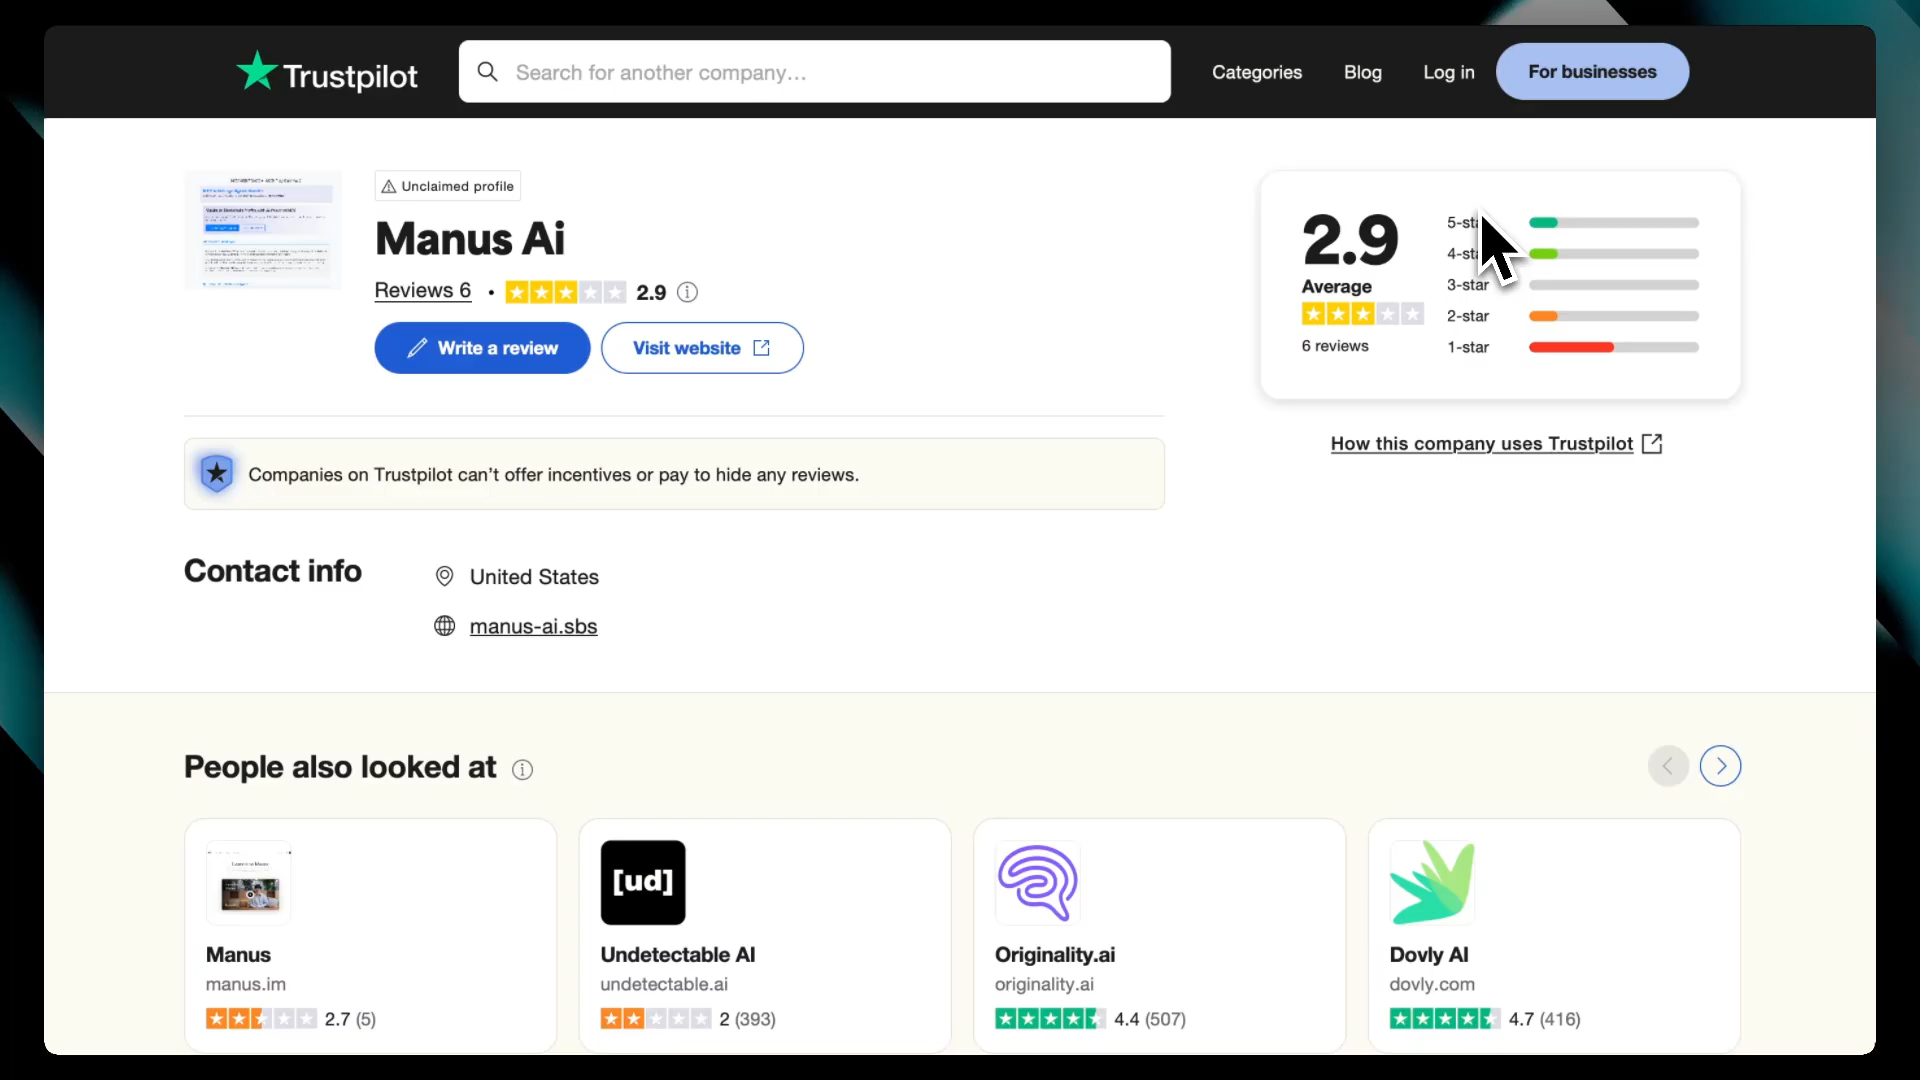 Trustpilot
Search for another company...
Categories
Blog
Log in
For businesses
Unclaimed profile
Manus Ai
Reviews 6 • 2.9
Write a review
Visit website
2.9
Average
6 reviews
5-sta
4-sta
3-star
2-star
1-star
How this company uses Trustpilot
Companies on Trustpilot can’t offer incentives or pay to hide any reviews.
Contact info
United States
manus-ai.sbs
People also looked at
Manus
manus.im
2.7 (5)
[ud]
Undetectable AI
undetectable.ai
2 (393)
Originality.ai
originality.ai
4.4 (507)
Dovly AI
dovly.com
4.7 (416)